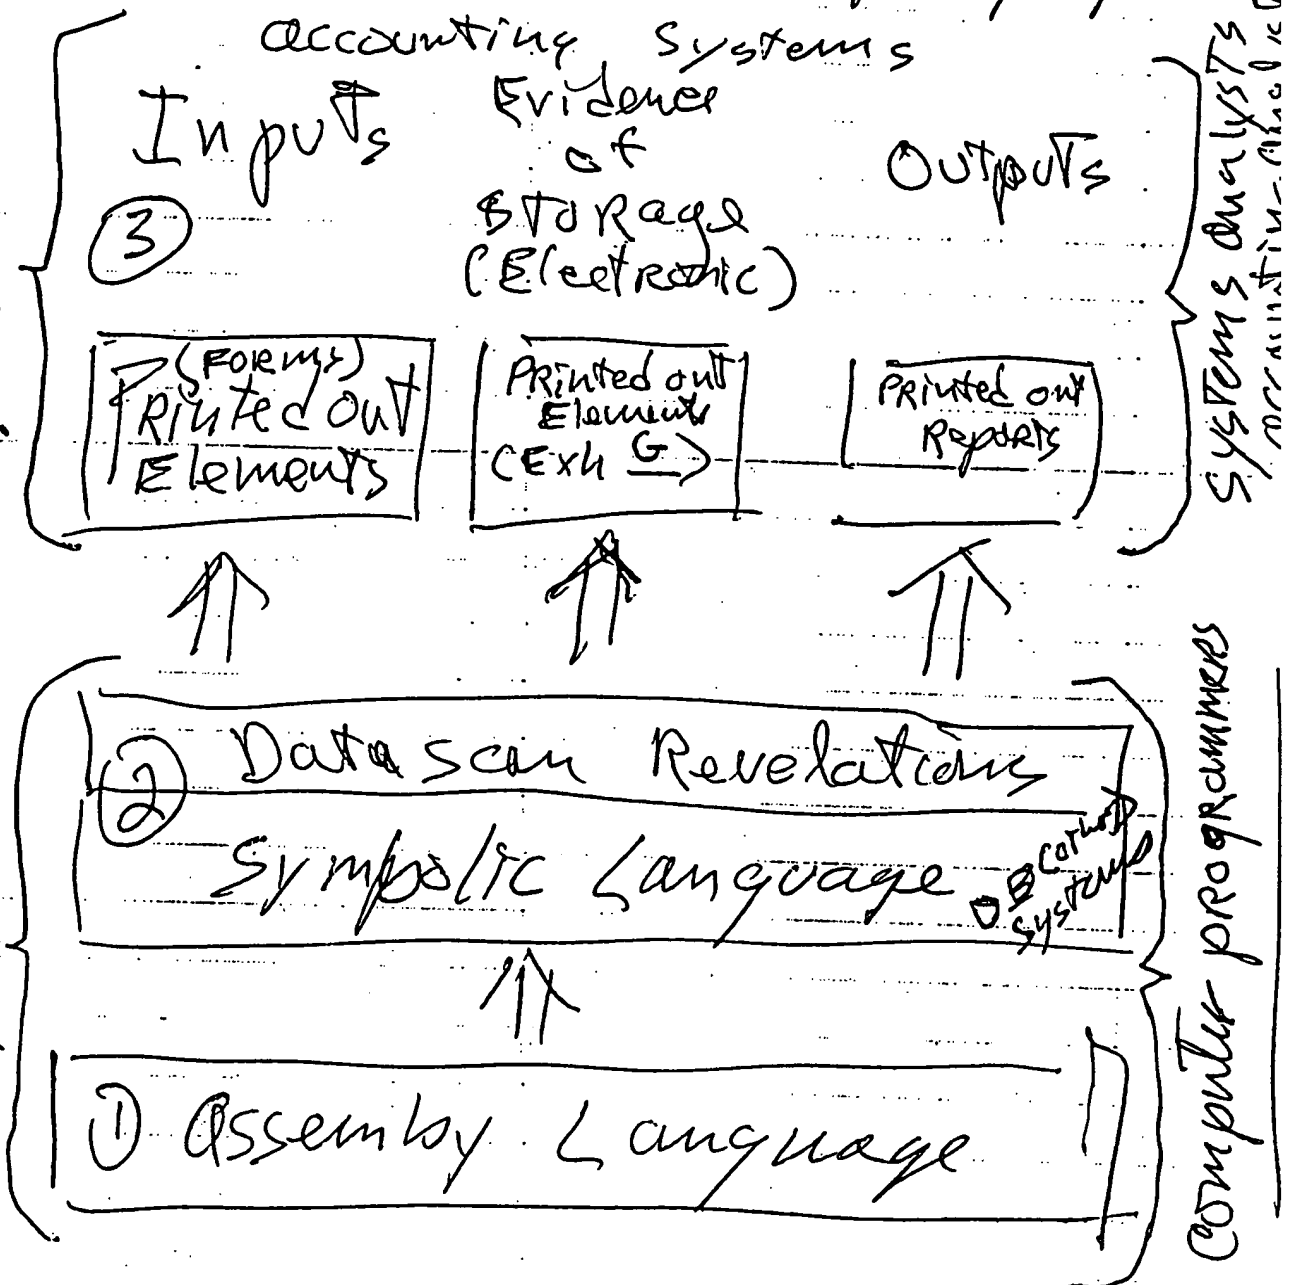 accounting Systems
Inputs
Evidence
of
STORage
(Electronic)
Outputs
3
(FORMS)
PRinted Out
Elements
PRinted out
Elements
(Exh G)
PRinted out
Reports
Systems analysts
2 Datascan Revelations
Symbolic Language
Systems
1 assembly Language
Computer pROgRammeRs